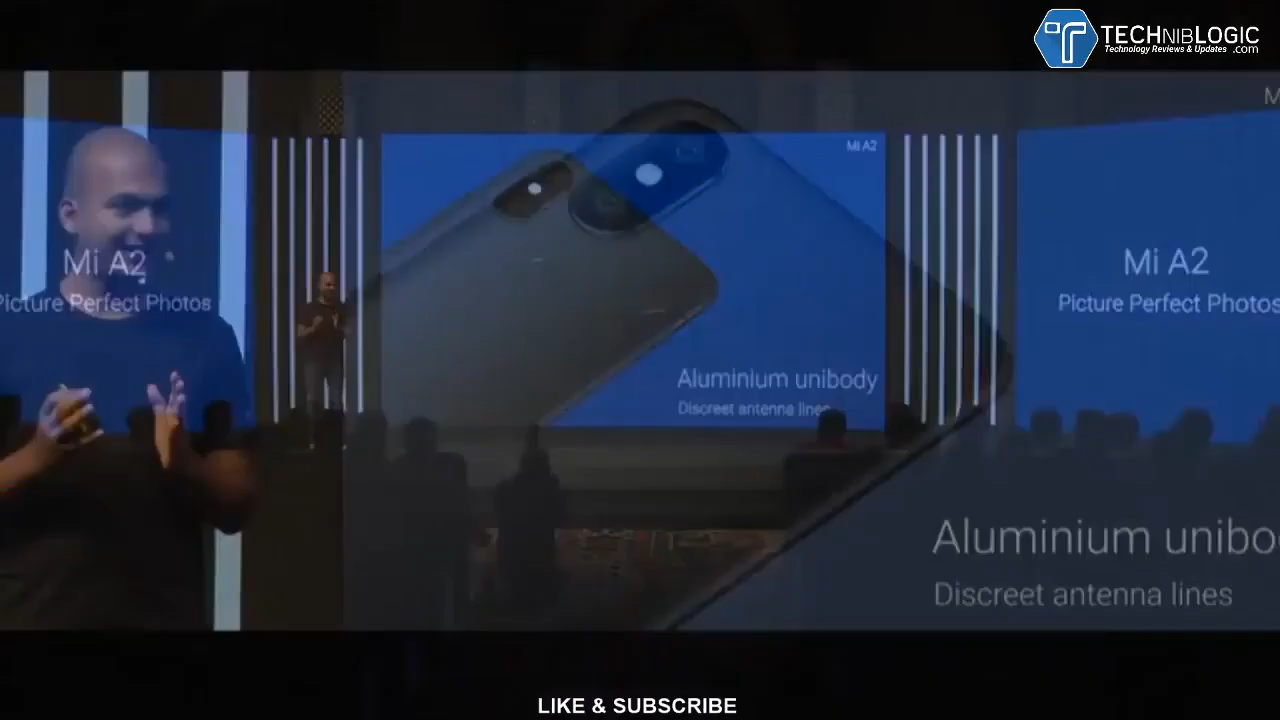 TECHNIBLOGIC
Technology Reviews & Updates .com
M
Mi A2
Mi A2
Picture Perfect Photos
Mi A2
Picture Perfect Photos
Aluminium unibody
Discreet antenna lines
Aluminium unibo
Discreet antenna lines
LIKE & SUBSCRIBE